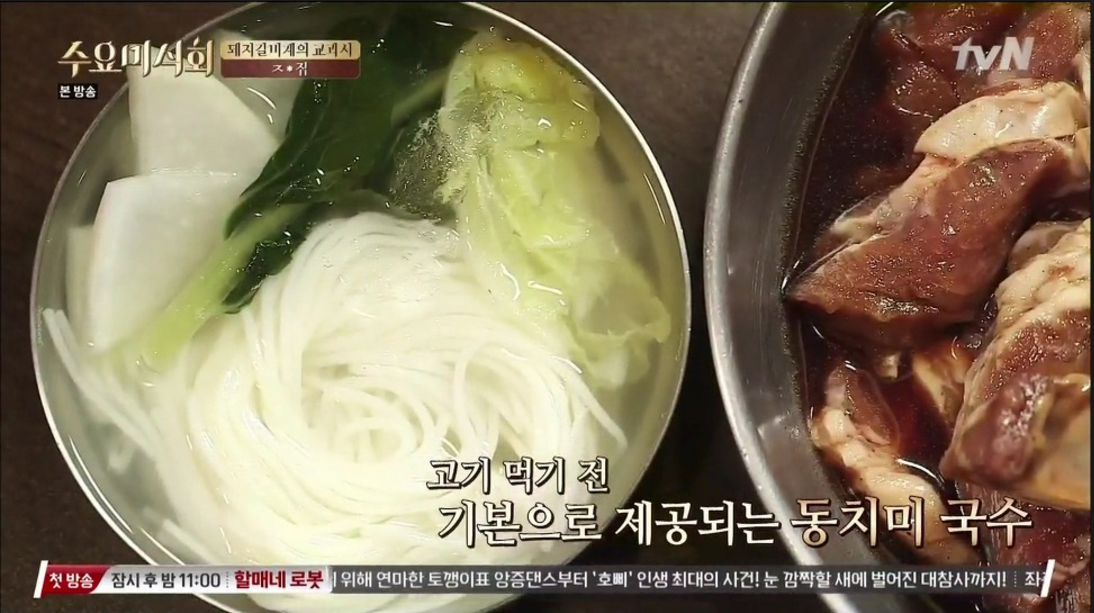 수요미식회
돼지갈비계의 교과서
ㅈ*집
본 방송
tvN
고기 먹기 전
기본으로 제공되는 동치미 국수
첫 방송 잠시 후 밤 11:00 할매네 로봇 위해 연마한 토깽이표 앙증댄스부터 '호삐' 인생 최대의 사건! 눈 깜짝할 새에 벌어진 대참사까지!